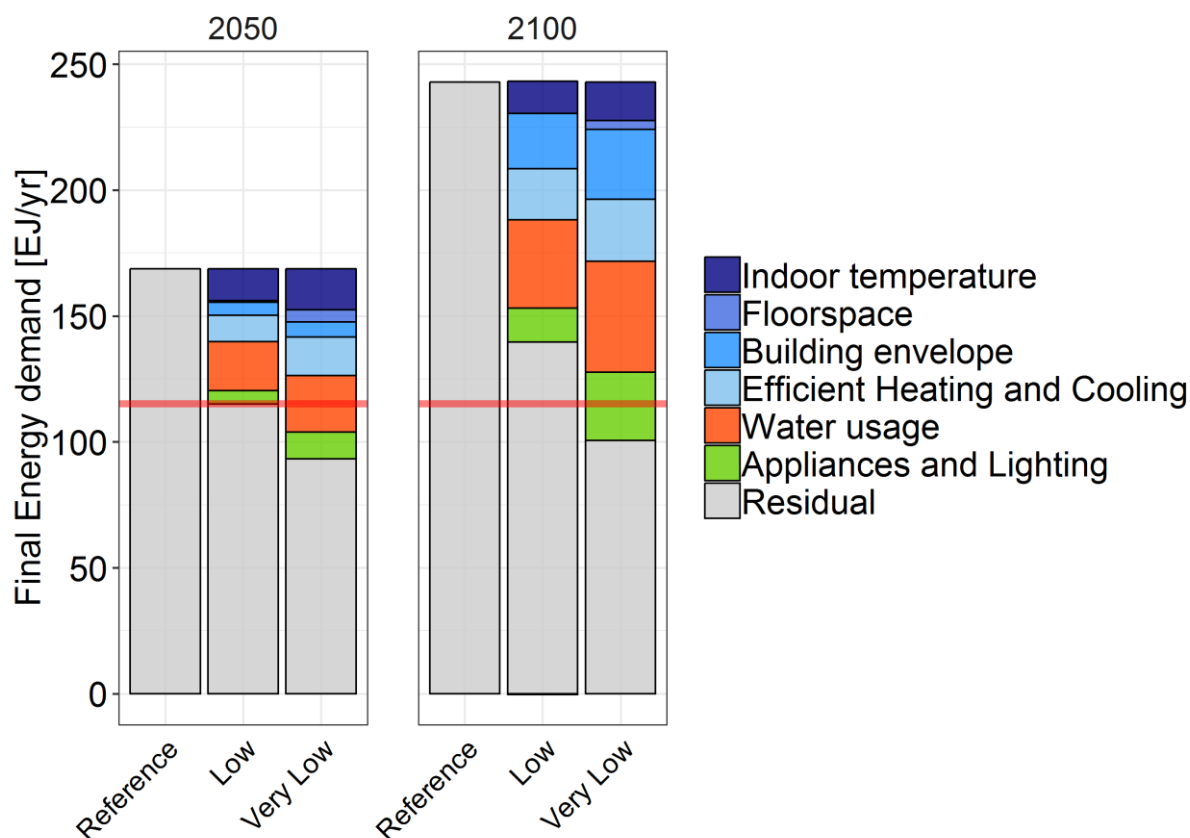 2050
2100
Final Energy demand [EJ/yr]
250
200
150
100
50
0
Reference
Low
Very Low
Reference
Low
Very Low
Indoor temperature
Floorspace
Building envelope
Efficient Heating and Cooling
Water usage
Appliances and Lighting
Residual